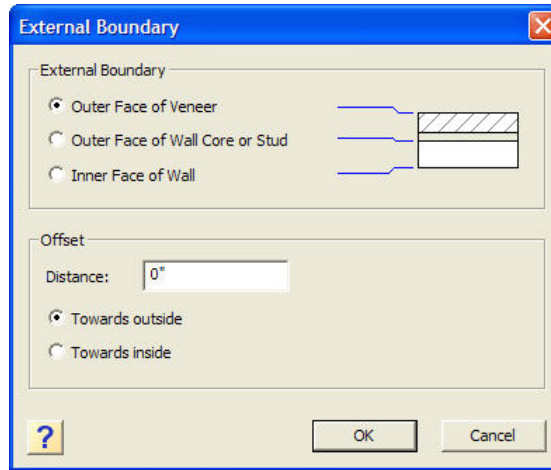 External Boundary
External Boundary
Outer Face of Veneer
Outer Face of Wall Core or Stud
Inner Face of Wall
Offset
Distance: 0"
Towards outside
Towards inside
? OK Cancel